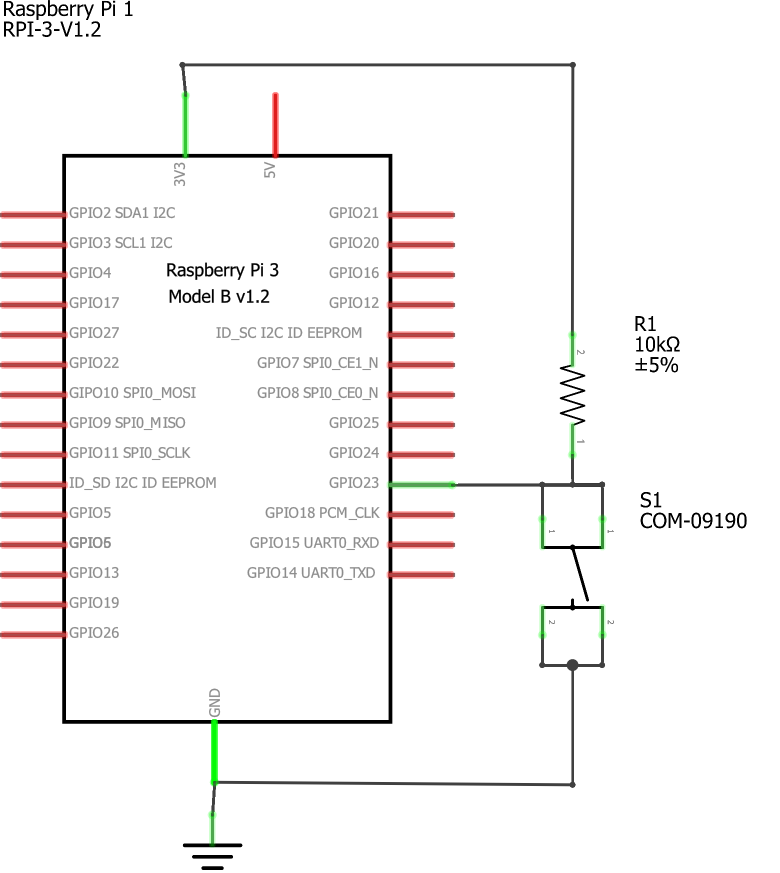 Raspberry Pi 1
RPI-3-V1.2
3V3
5V
GPIO2 SDA1 I2C
GPIO21
GPIO3 SCL1 I2C
GPIO20
GPIO4
Raspberry Pi 3
GPIO16
Model B v1.2
GPIO17
GPIO12
GPIO27
ID_SC I2C ID EEPROM
GPIO22
GPIO7 SPI0_CE1_N
GIPO10 SPI0_MOSI
GPIO8 SPI0_CE0_N
GPIO9 SPI0_MISO
GPIO25
GPIO11 SPI0_SCLK
GPIO24
ID_SD I2C ID EEPROM
GPIO23
GPIO5
GPIO18 PCM_CLK
GPIO6
GPIO15 UART0_RXD
GPIO13
GPIO14 UART0_TXD
GPIO19
GPIO26
GND
2
R1
10kΩ
±5%
1
S1
COM-09190
1
1
2
2